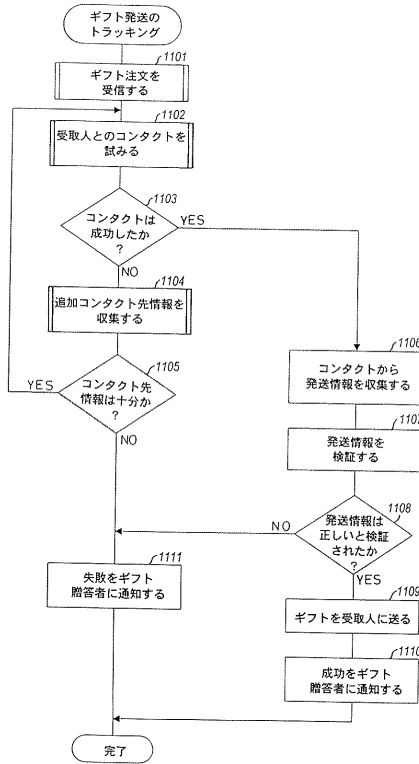 ギフト発送の
トラッキング
1101
ギフト注文を
受信する
1102
受取人とのコンタクトを
試みる
1103
コンタクトは
成功したか
?
YES
NO
1104
追加コンタクト先情報を
収集する
1105
コンタクト先
情報は十分か
?
YES
NO
1106
コンタクトから
発送情報を収集する
1107
発送情報を
検証する
1108
発送情報は
正しいと検証
されたか
?
NO
YES
1109
ギフトを受取人に送る
1110
成功をギフト
贈答者に通知する
1111
失敗をギフト
贈答者に通知する
完了